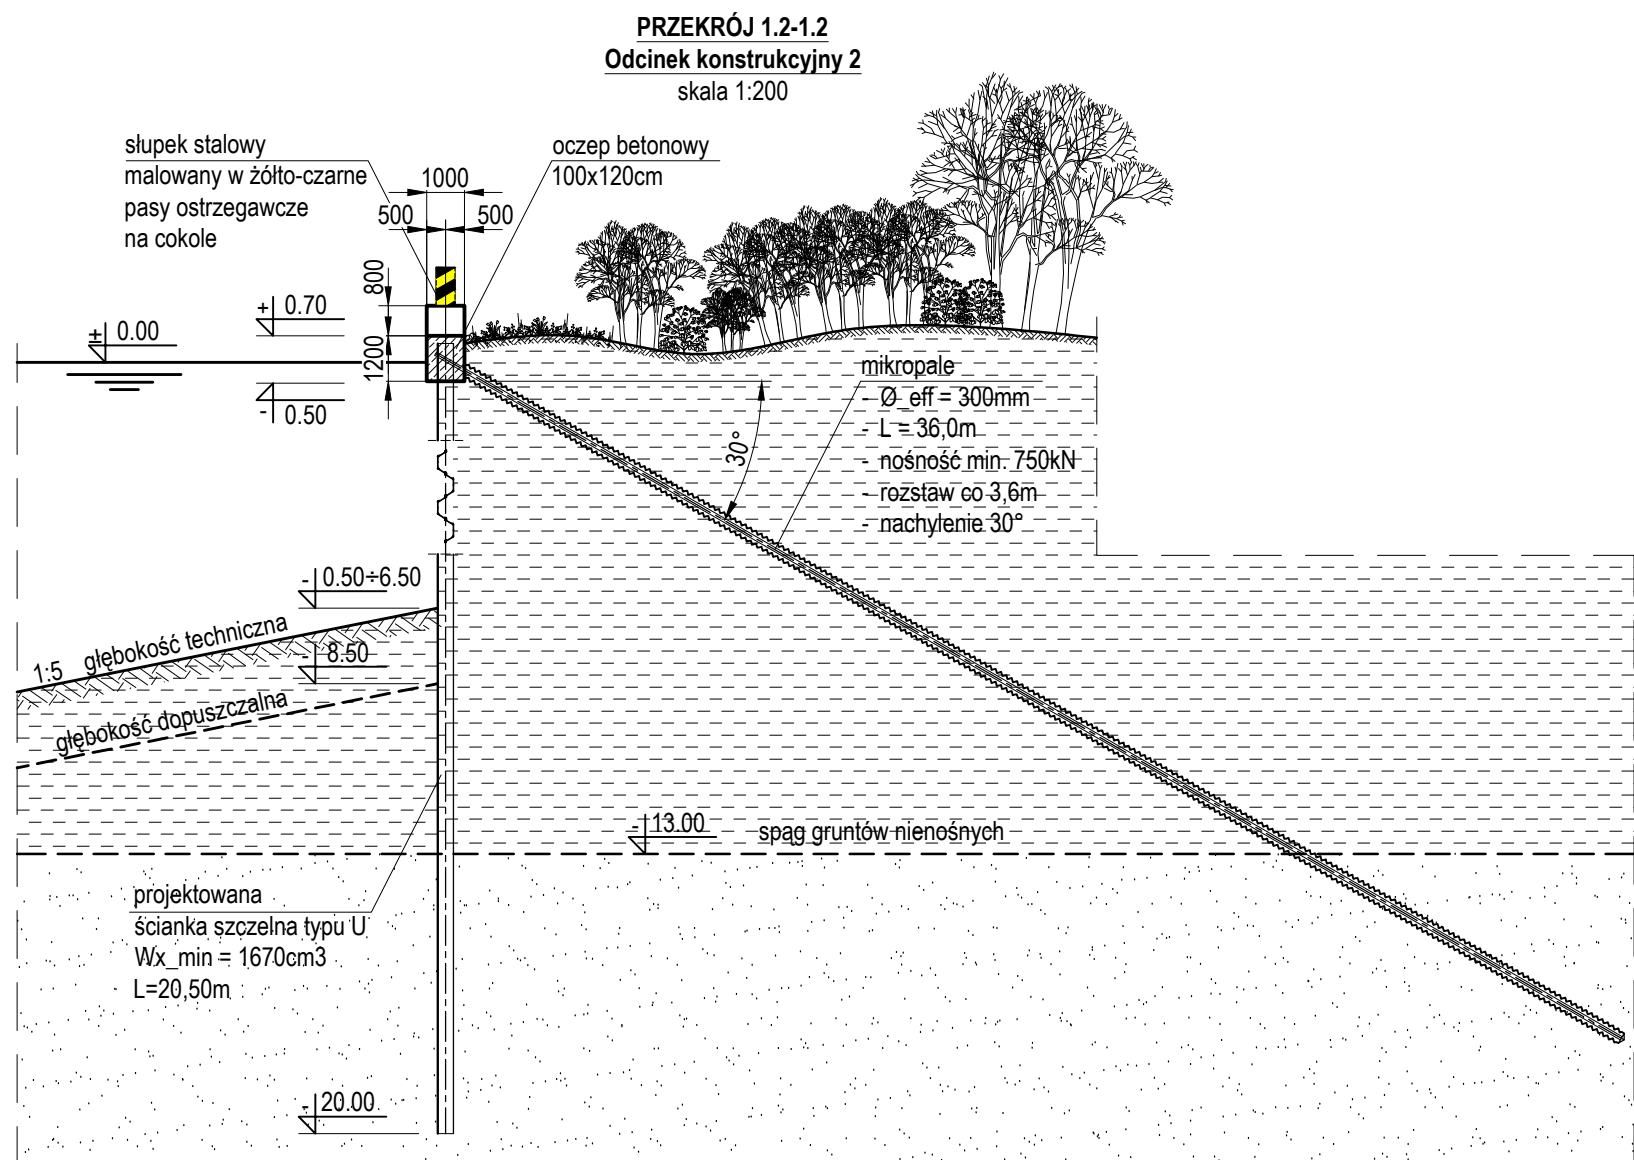 PRZEKRÓJ 1.2-1.2
Odcinek konstrukcyjny 2
skala 1:200
słupek stalowy
malowany w żółto-czarne
pasy ostrzegawcze
na cokole
oczep betonowy
100x120cm
1000
500
500
800
1200
+ 0.70
± 0.00
- 0.50
mikropale
- Ø_eff = 300mm
- L = 36,0m
- nośność min. 750kN
- rozstaw co 3,6m
- nachylenie 30°
30°
- 0.50÷6.50
1:5 głębokość techniczna
- 8.50
głębokość dopuszczalna
- 13.00
spąg gruntów nienośnych
projektowana
ścianka szczelna typu U
Wx_min = 1670cm3
L=20,50m
- 20.00